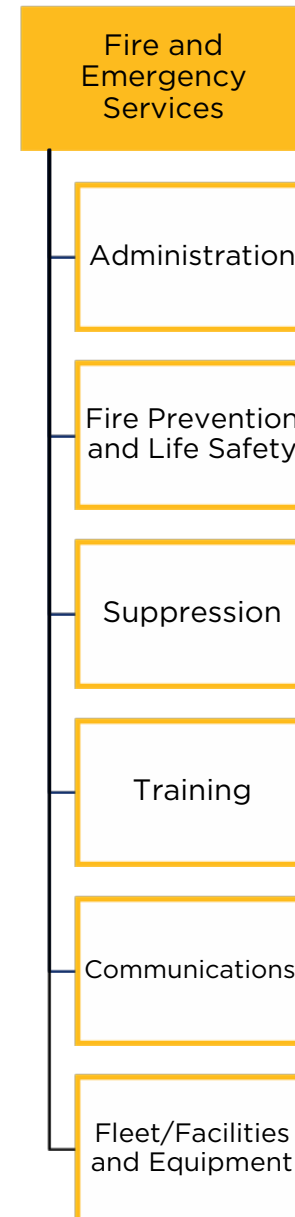 Fire and
Emergency
Services
Administration
Fire Prevention
and Life Safety
Suppression
Training
Communications
Fleet/Facilities
and Equipment